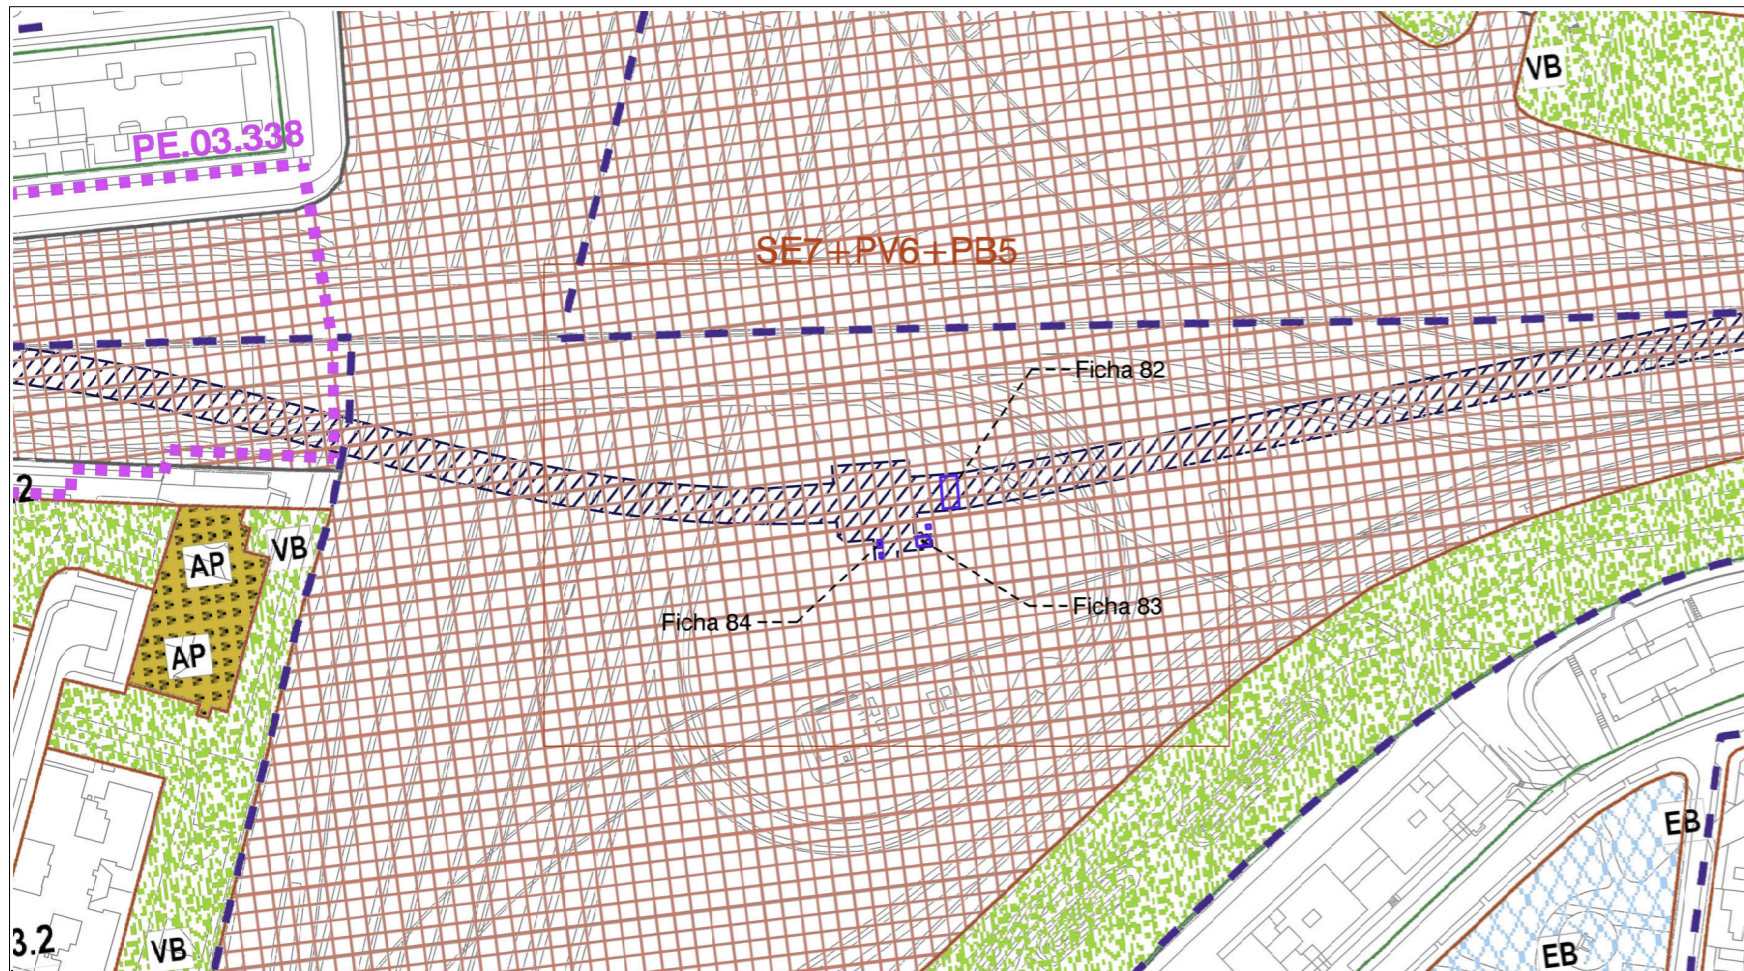 VB
PE.03.338
SE7+PV6+PB5
Ficha 82
2
VB
AP
Ficha 83
Ficha 84
AP
EB
3.2
VB
EB